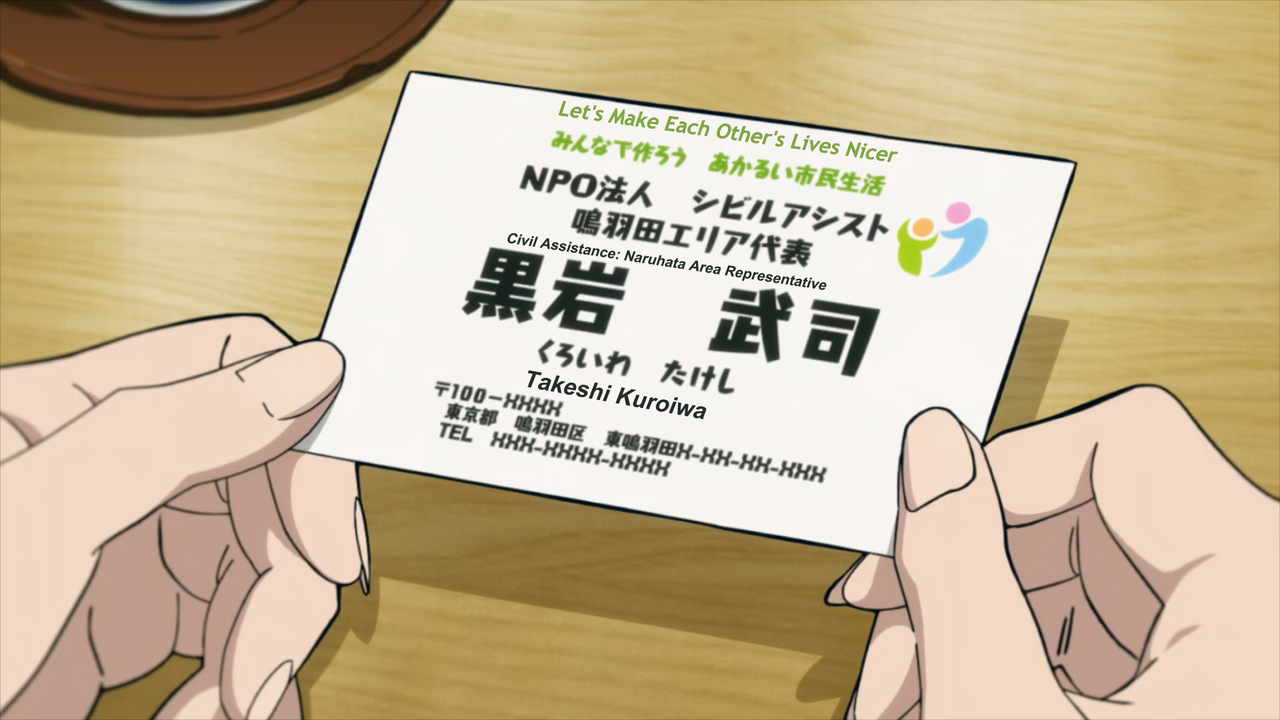 Let's Make Each Other's Lives Nicer
みんなで作ろう あかるい市民生活
NPO法人 シビルアシスト
鳴羽田エリア代表
Civil Assistance: Naruhata Area Representative
黒岩 武司
くろいわ たけし
Takeshi Kuroiwa
〒100-XXXX
東京都 鳴羽田区 東鳴羽田X-XX-XX-XXX
TEL XXX-XXXX-XXXX